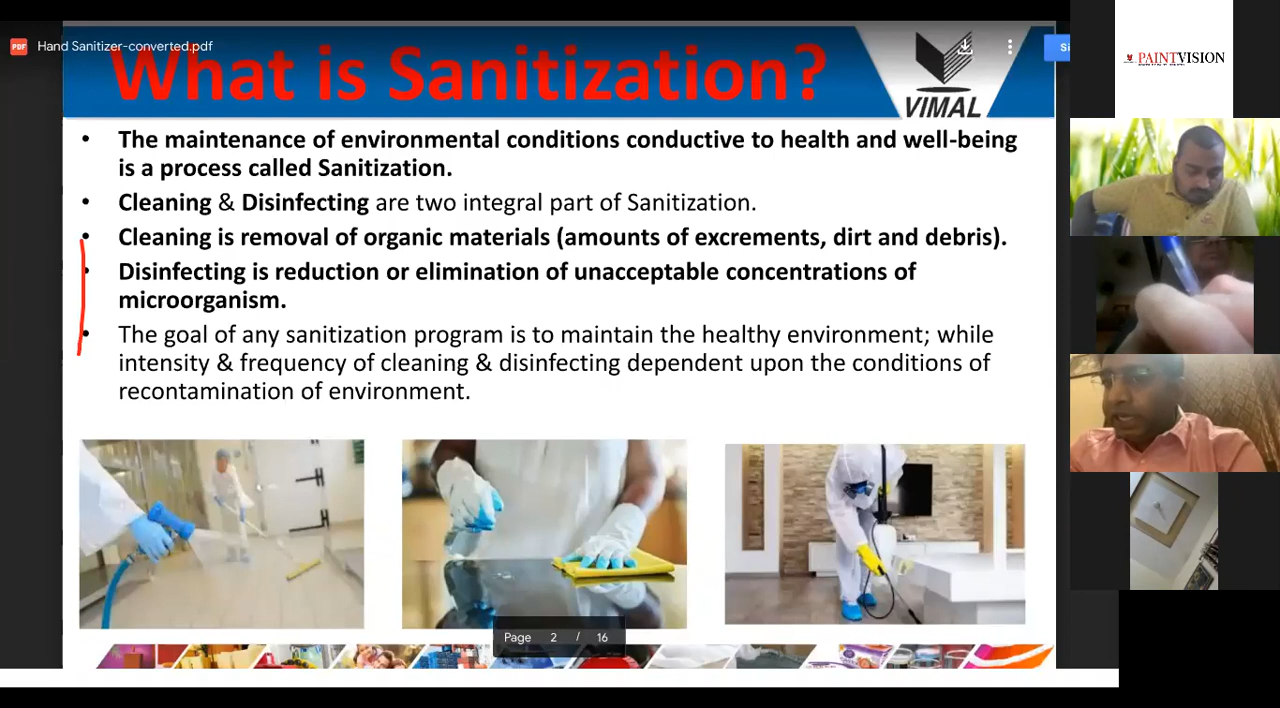 PDF Hand Sanitizer-converted.pdf
Si
What is Sanitization?
VIMAL
PAINTVISION
• The maintenance of environmental conditions conductive to health and well-being
is a process called Sanitization.
• Cleaning & Disinfecting are two integral part of Sanitization.
• Cleaning is removal of organic materials (amounts of excrements, dirt and debris).
• Disinfecting is reduction or elimination of unacceptable concentrations of
microorganism.
• The goal of any sanitization program is to maintain the healthy environment; while
intensity & frequency of cleaning & disinfecting dependent upon the conditions of
recontamination of environment.
Page 2 / 16